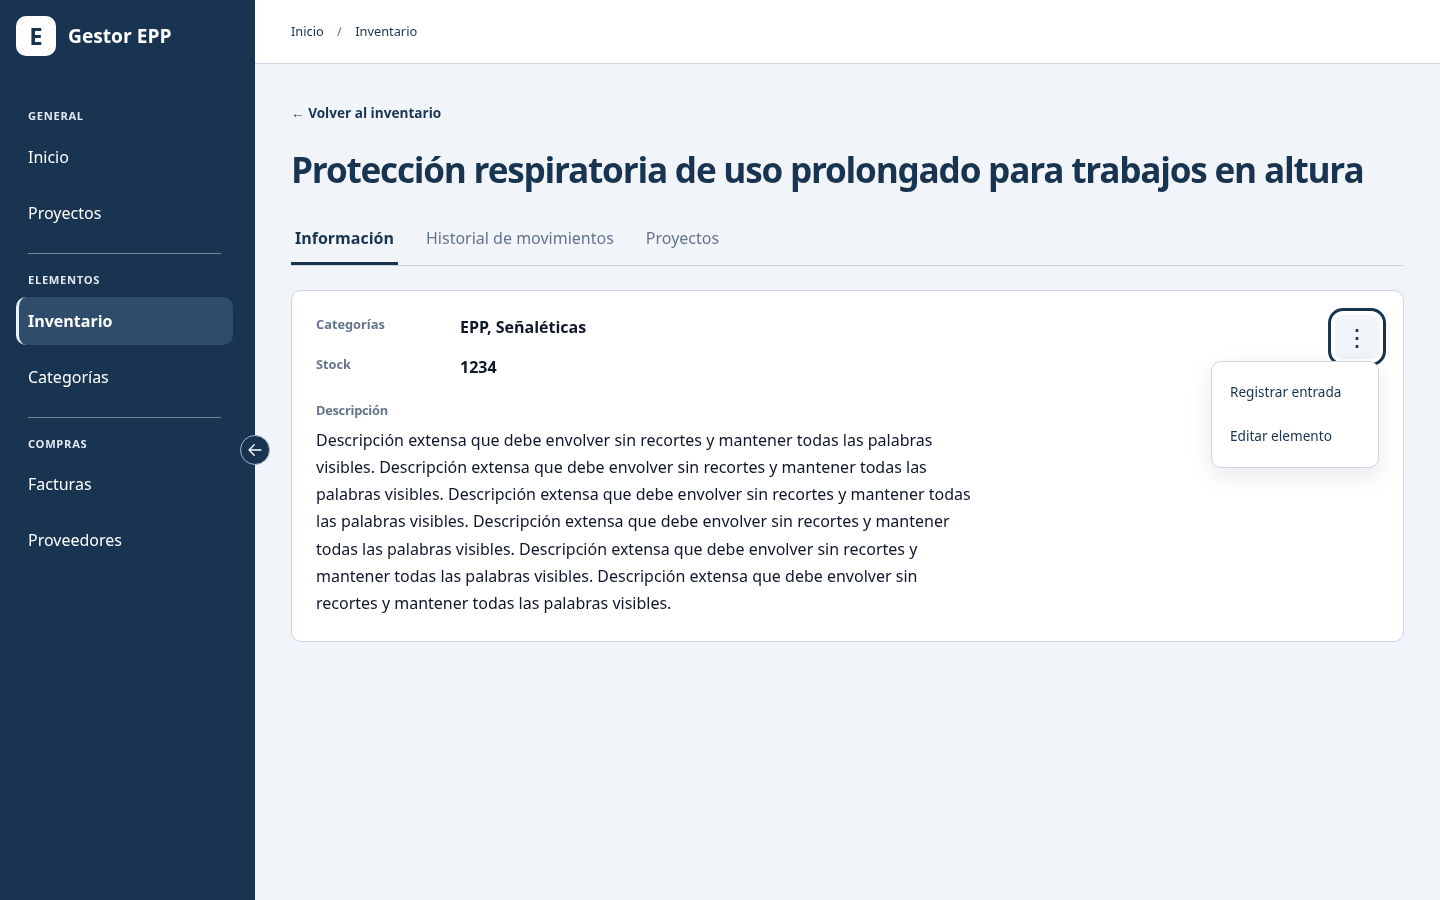 E Gestor EPP
Inicio / Inventario
GENERAL
Inicio
Proyectos
ELEMENTOS
Inventario
Categorías
COMPRAS
Facturas
Proveedores
← Volver al inventario
Protección respiratoria de uso prolongado para trabajos en altura
Información Historial de movimientos Proyectos
Categorías EPP, Señaléticas
Stock 1234
Registrar entrada
Editar elemento
Descripción
Descripción extensa que debe envolver sin recortes y mantener todas las palabras
visibles. Descripción extensa que debe envolver sin recortes y mantener todas las
palabras visibles. Descripción extensa que debe envolver sin recortes y mantener todas
las palabras visibles. Descripción extensa que debe envolver sin recortes y mantener
todas las palabras visibles. Descripción extensa que debe envolver sin recortes y
mantener todas las palabras visibles. Descripción extensa que debe envolver sin
recortes y mantener todas las palabras visibles.